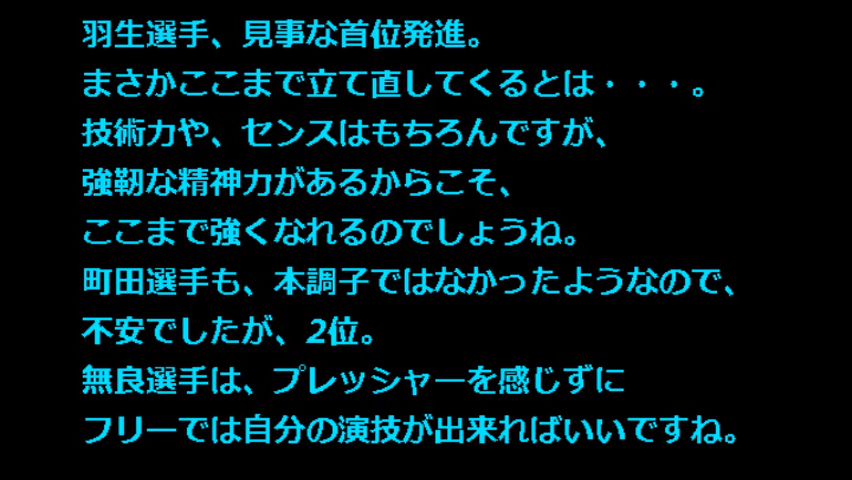 羽生選手、見事な首位発進。
まさかここまで立て直してくるとは・・・。
技術力や、センスはもちろんですが、
強靭な精神力があるからこそ、
ここまで強くなれるのでしょうね。
町田選手も、本調子ではなかったようなので、
不安でしたが、2位。
無良選手は、プレッシャーを感じずに
フリーでは自分の演技が出来ればいいですね。